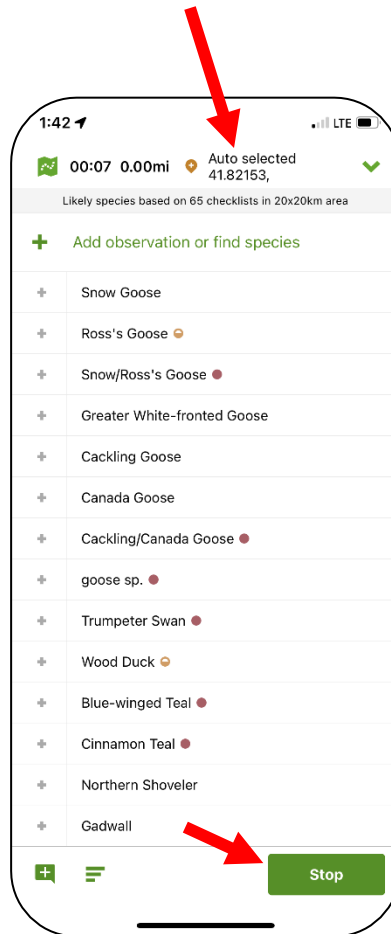 1:42 LTE
00:07 0.00mi Auto selected
41.82153,
Likely species based on 65 checklists in 20x20km area
+ Add observation or find species
+ Snow Goose
+ Ross's Goose
+ Snow/Ross's Goose
+ Greater White-fronted Goose
+ Cackling Goose
+ Canada Goose
+ Cackling/Canada Goose
+ goose sp.
+ Trumpeter Swan
+ Wood Duck
+ Blue-winged Teal
+ Cinnamon Teal
+ Northern Shoveler
+ Gadwall
Stop